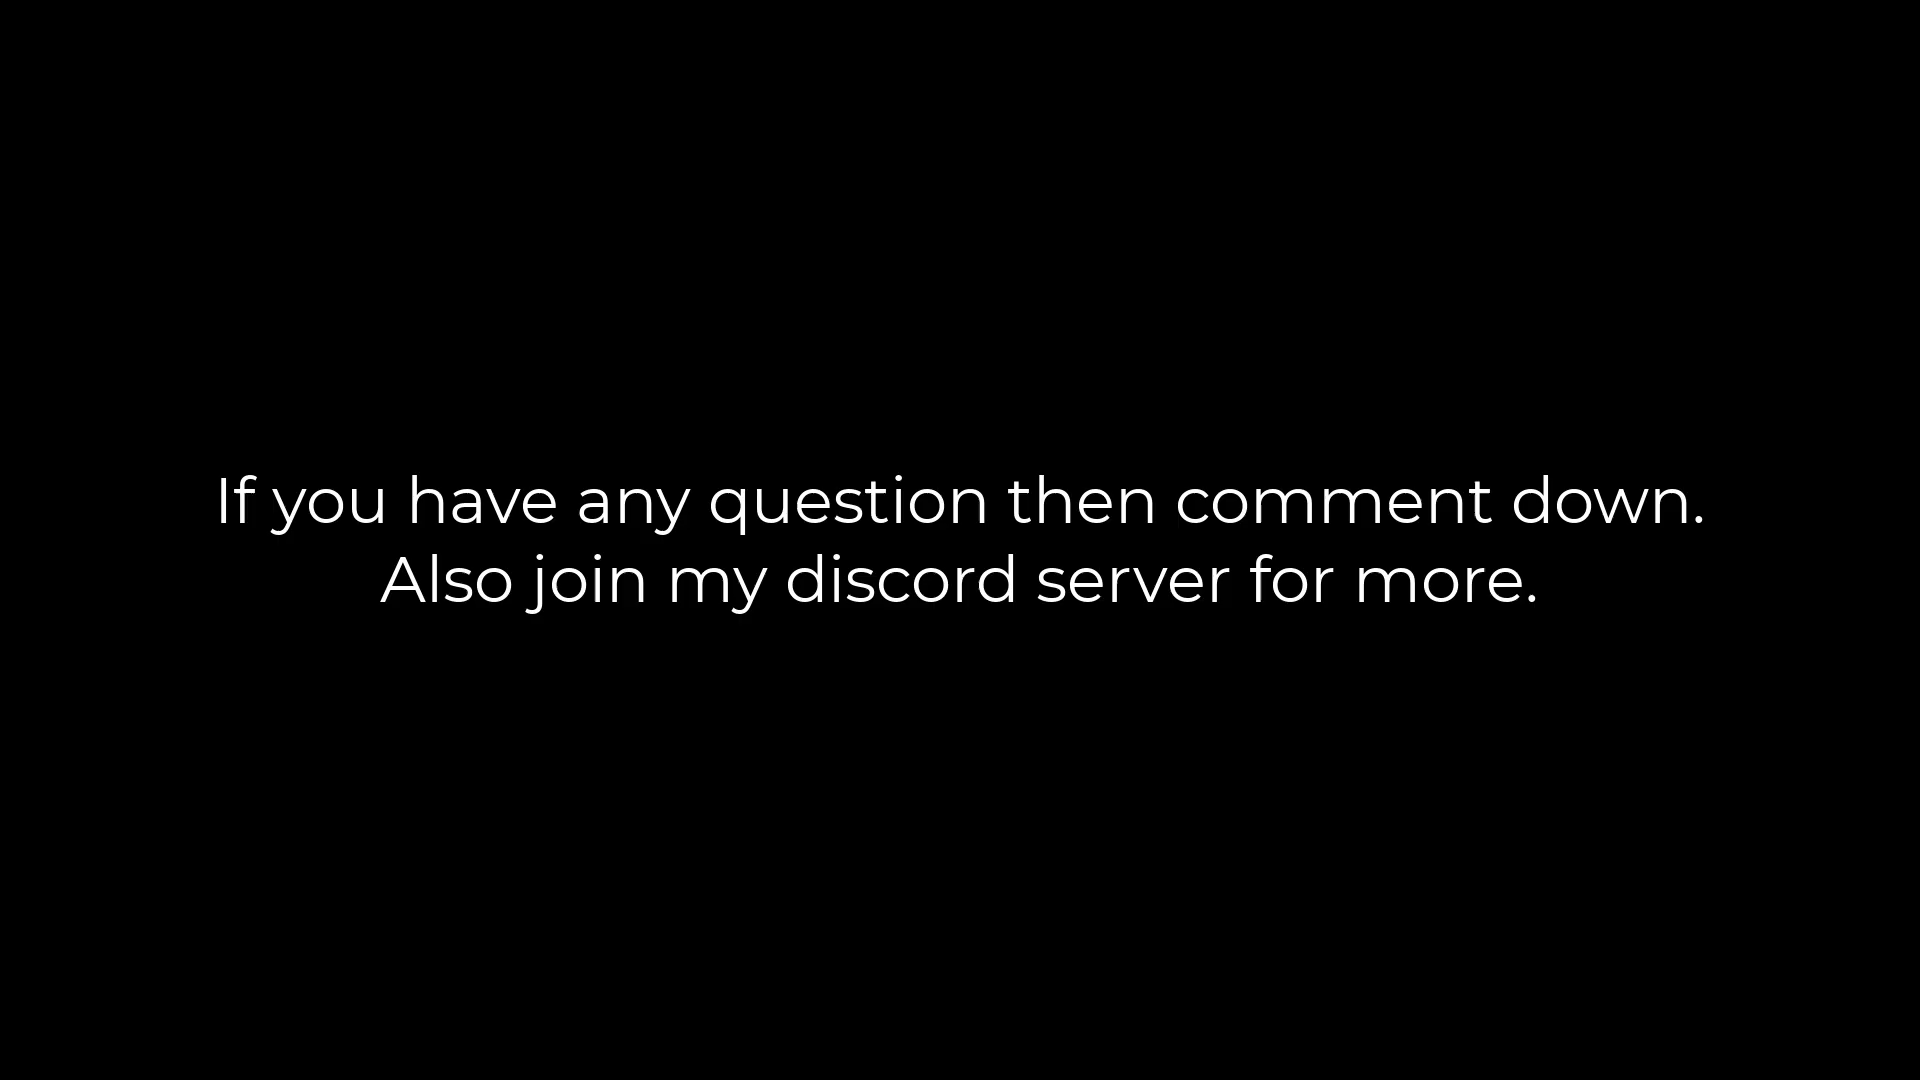 If you have any question then comment down.
Also join my discord server for more.